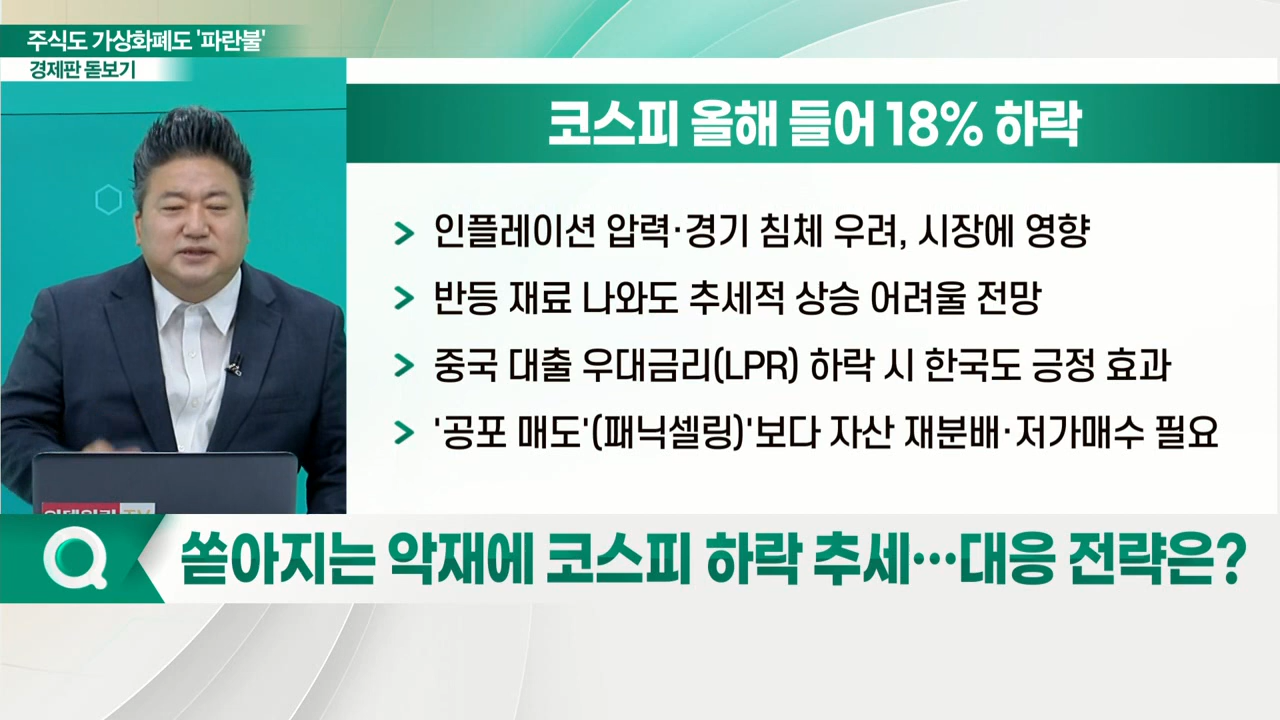 주식도 가상화폐도 '파란불'
경제판 돋보기
코스피 올해 들어 18% 하락
> 인플레이션 압력·경기 침체 우려, 시장에 영향
> 반등 재료 나와도 추세적 상승 어려울 전망
> 중국 대출 우대금리(LPR) 하락 시 한국도 긍정 효과
> '공포 매도'(패닉셀링)'보다 자산 재분배·저가매수 필요
쏟아지는 악재에 코스피 하락 추세…대응 전략은?